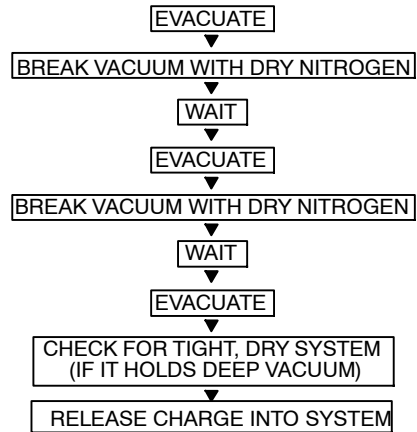 EVACUATE
BREAK VACUUM WITH DRY NITROGEN
WAIT
EVACUATE
BREAK VACUUM WITH DRY NITROGEN
WAIT
EVACUATE
CHECK FOR TIGHT, DRY SYSTEM
(IF IT HOLDS DEEP VACUUM)
RELEASE CHARGE INTO SYSTEM